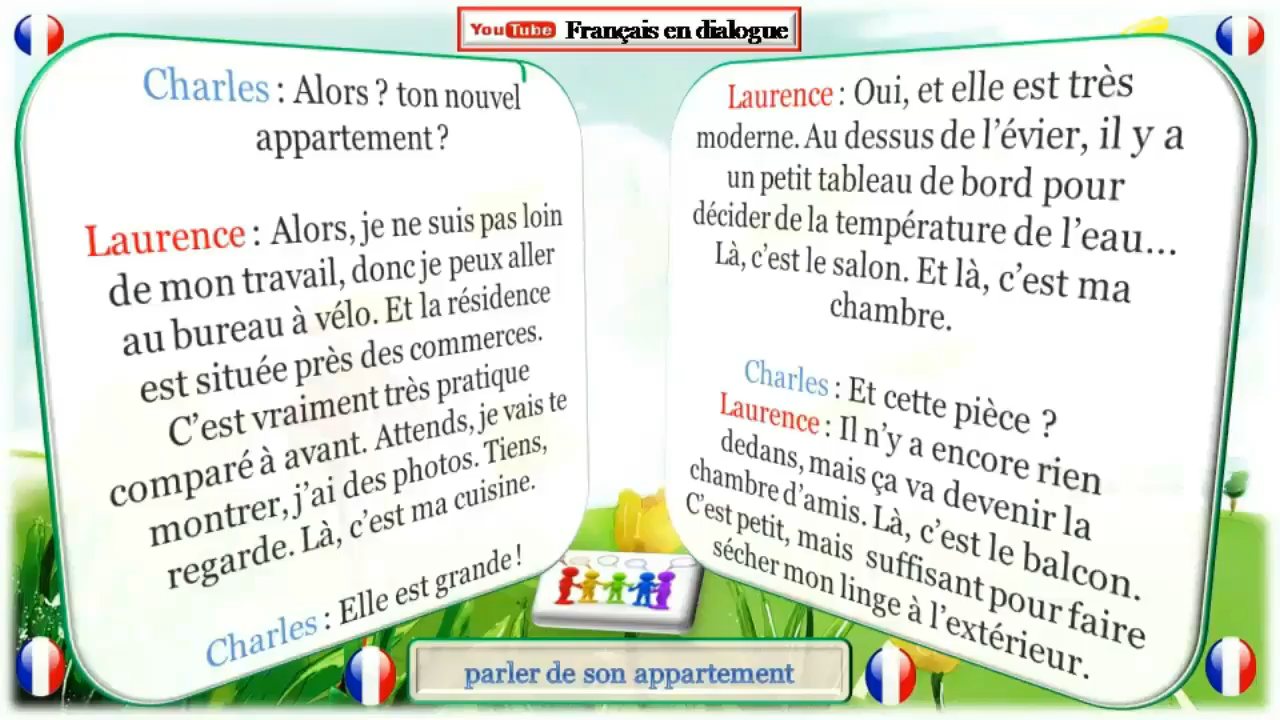 YouTube Français en dialogue
Charles : Alors ? ton nouvel
appartement ?
Laurence : Alors, je ne suis pas loin
de mon travail, donc je peux aller
au bureau à vélo. Et la résidence
est située près des commerces.
C’est vraiment très pratique
comparé à avant. Attends, je vais te
montrer, j’ai des photos. Tiens,
regarde. Là, c’est ma cuisine.
Charles : Elle est grande !
Laurence : Oui, et elle est très
moderne. Au dessus de l’évier, il y a
un petit tableau de bord pour
décider de la température de l’eau...
Là, c’est le salon. Et là, c’est ma
chambre.
Charles : Et cette pièce ?
Laurence : Il n’y a encore rien
dedans, mais ça va devenir la
chambre d’amis. Là, c’est le balcon.
C’est petit, mais suffisant pour faire
sécher mon linge à l’extérieur.
parler de son appartement